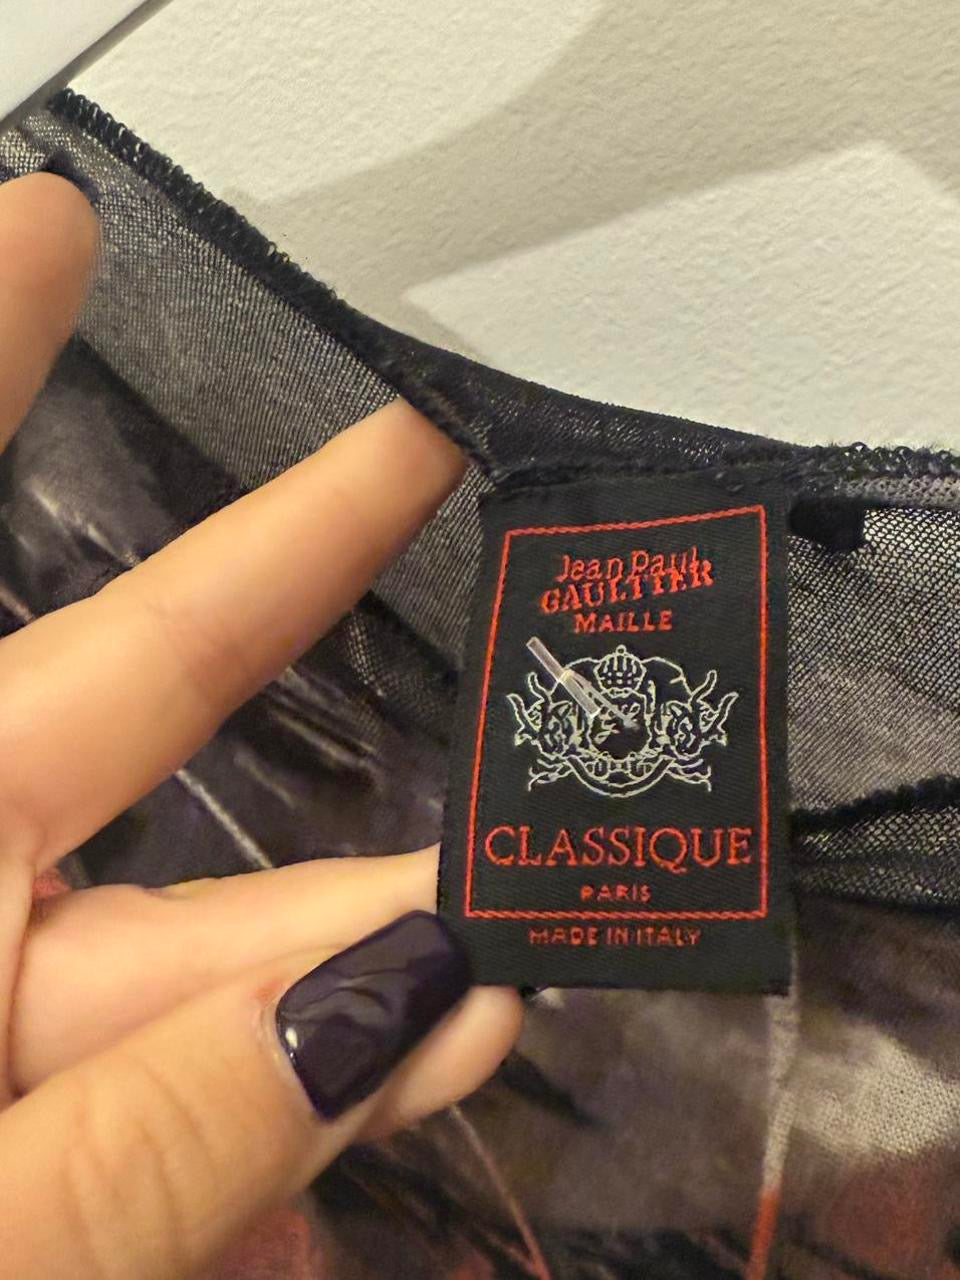 Jean Paul
GAULTIER
MAILLE
CLASSIQUE
PARIS
MADE IN ITALY